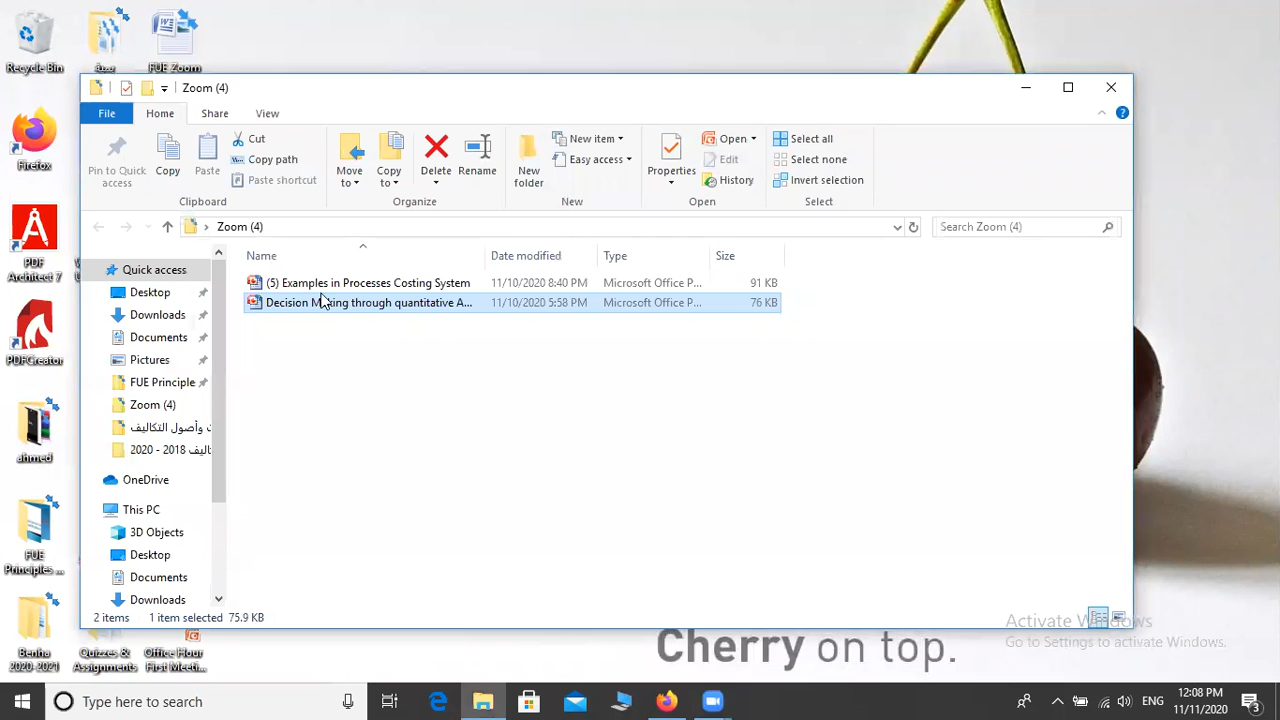 Recycle Bin
سية
FUE Zoom
Firefox
PDF
Architect 7
PDFCreator
ahmed
FUE
Principles ...
Benha
2020-2021
Quizzes &
Assignments
Office Hour
First Meeti...
Zoom (4)
File
Home
Share
View
Pin to Quick
access
Copy
Paste
Cut
Copy path
Paste shortcut
Clipboard
Move
to
Copy
to
Delete
Rename
Organize
New
folder
New item
Easy access
New
Properties
Open
Edit
History
Open
Select all
Select none
Invert selection
Select
Zoom (4)
Search Zoom (4)
Name
Date modified
Type
Size
(5) Examples in Processes Costing System
11/10/2020 8:40 PM
Microsoft Office P...
91 KB
Decision Making through quantitative A...
11/10/2020 5:58 PM
Microsoft Office P...
76 KB
Quick access
Desktop
Downloads
Documents
Pictures
FUE Principle
Zoom (4)
ت وأصول التكاليف
اليف 2018 - 2020
OneDrive
This PC
3D Objects
Desktop
Documents
Downloads
2 items
1 item selected 75.9 KB
Activate Windows
Go to Settings to activate Windows.
Cherry on top.
Type here to search
ENG
12:08 PM
11/11/2020
3